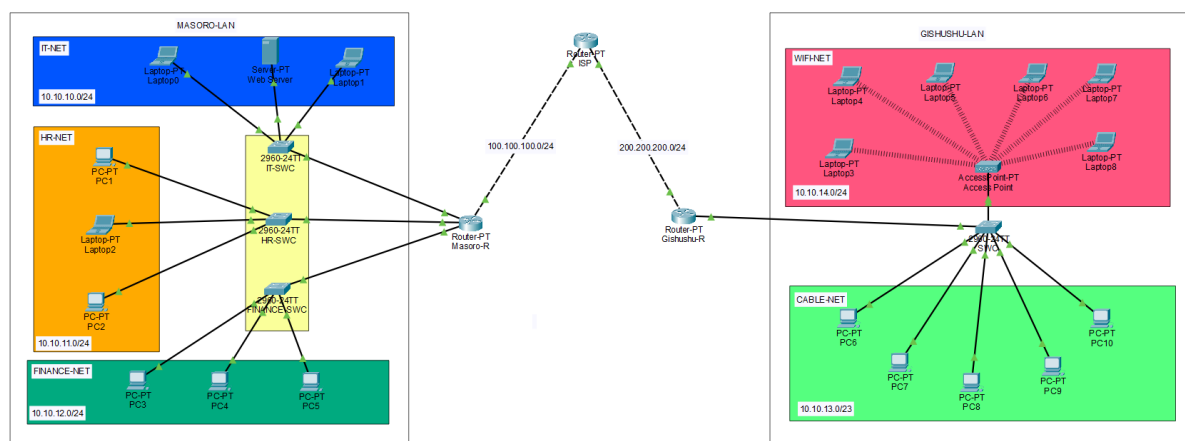 MASORO-LAN
IT-NET
Laptop-PT
Laptop0
Server-PT
Web Server
Laptop-PT
Laptop1
10.10.10.0/24
HR-NET
PC-PT
PC1
Laptop-PT
Laptop2
PC-PT
PC2
10.10.11.0/24
2960-24TT
IT-SWC
2960-24TT
HR-SWC
2960-24TT
FINANCE-SWC
FINANCE-NET
PC-PT
PC3
PC-PT
PC4
PC-PT
PC5
10.10.12.0/24
Router-PT
Masoro-R
100.100.100.0/24
Router-PT
ISP
200.200.200.0/24
Router-PT
Gishushu-R
GISHUSHU-LAN
WIFI-NET
Laptop-PT
Laptop4
Laptop-PT
Laptop5
Laptop-PT
Laptop6
Laptop-PT
Laptop7
Laptop-PT
Laptop3
AccessPoint-PT
Access Point
Laptop-PT
Laptop8
10.10.14.0/24
2960-24TT
SWC
CABLE-NET
PC-PT
PC6
PC-PT
PC7
PC-PT
PC8
PC-PT
PC9
PC-PT
PC10
10.10.13.0/23